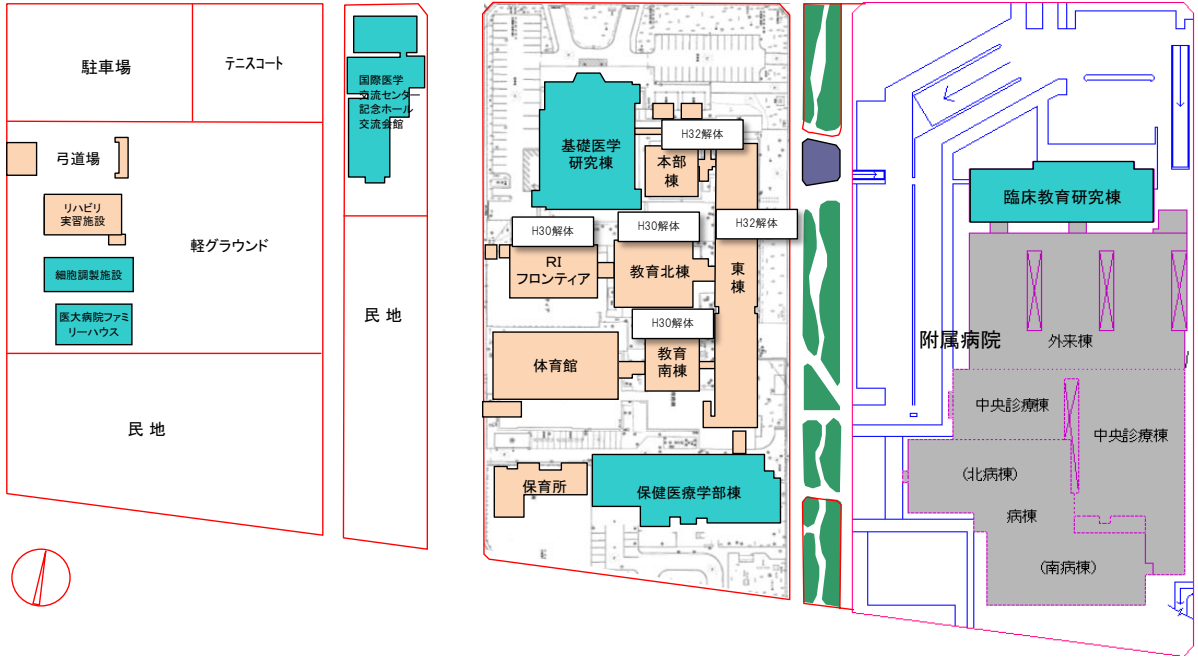 駐車場
テニスコート
弓道場
リハビリ
実習施設
細胞調製施設
医大病院ファミ
リーハウス
軽グラウンド
民 地
国際医学
交流センター
記念ホール
交流会館
民 地
基礎医学
研究棟
H32解体
本部
棟
H30解体
H30解体
H32解体
RI
フロンティア
教育北棟
東
棟
H30解体
体育館
教育
南棟
保育所
保健医療学部棟
臨床教育研究棟
附属病院
外来棟
中央診療棟
中央診療棟
(北病棟)
病棟
(南病棟)